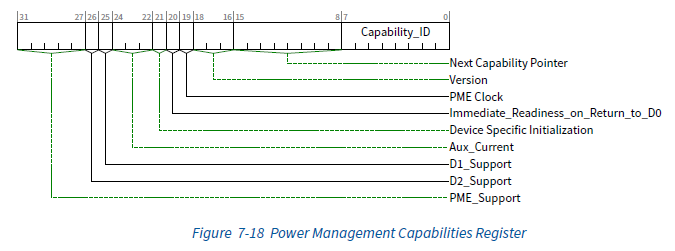 31 27 26 25 24 22 21 20 19 18 16 15 8 7 0
Capability_ID
Next Capability Pointer
Version
PME Clock
Immediate_Readiness_on_Return_to_D0
Device Specific Initialization
Aux_Current
D1_Support
D2_Support
PME_Support
Figure 7-18 Power Management Capabilities Register